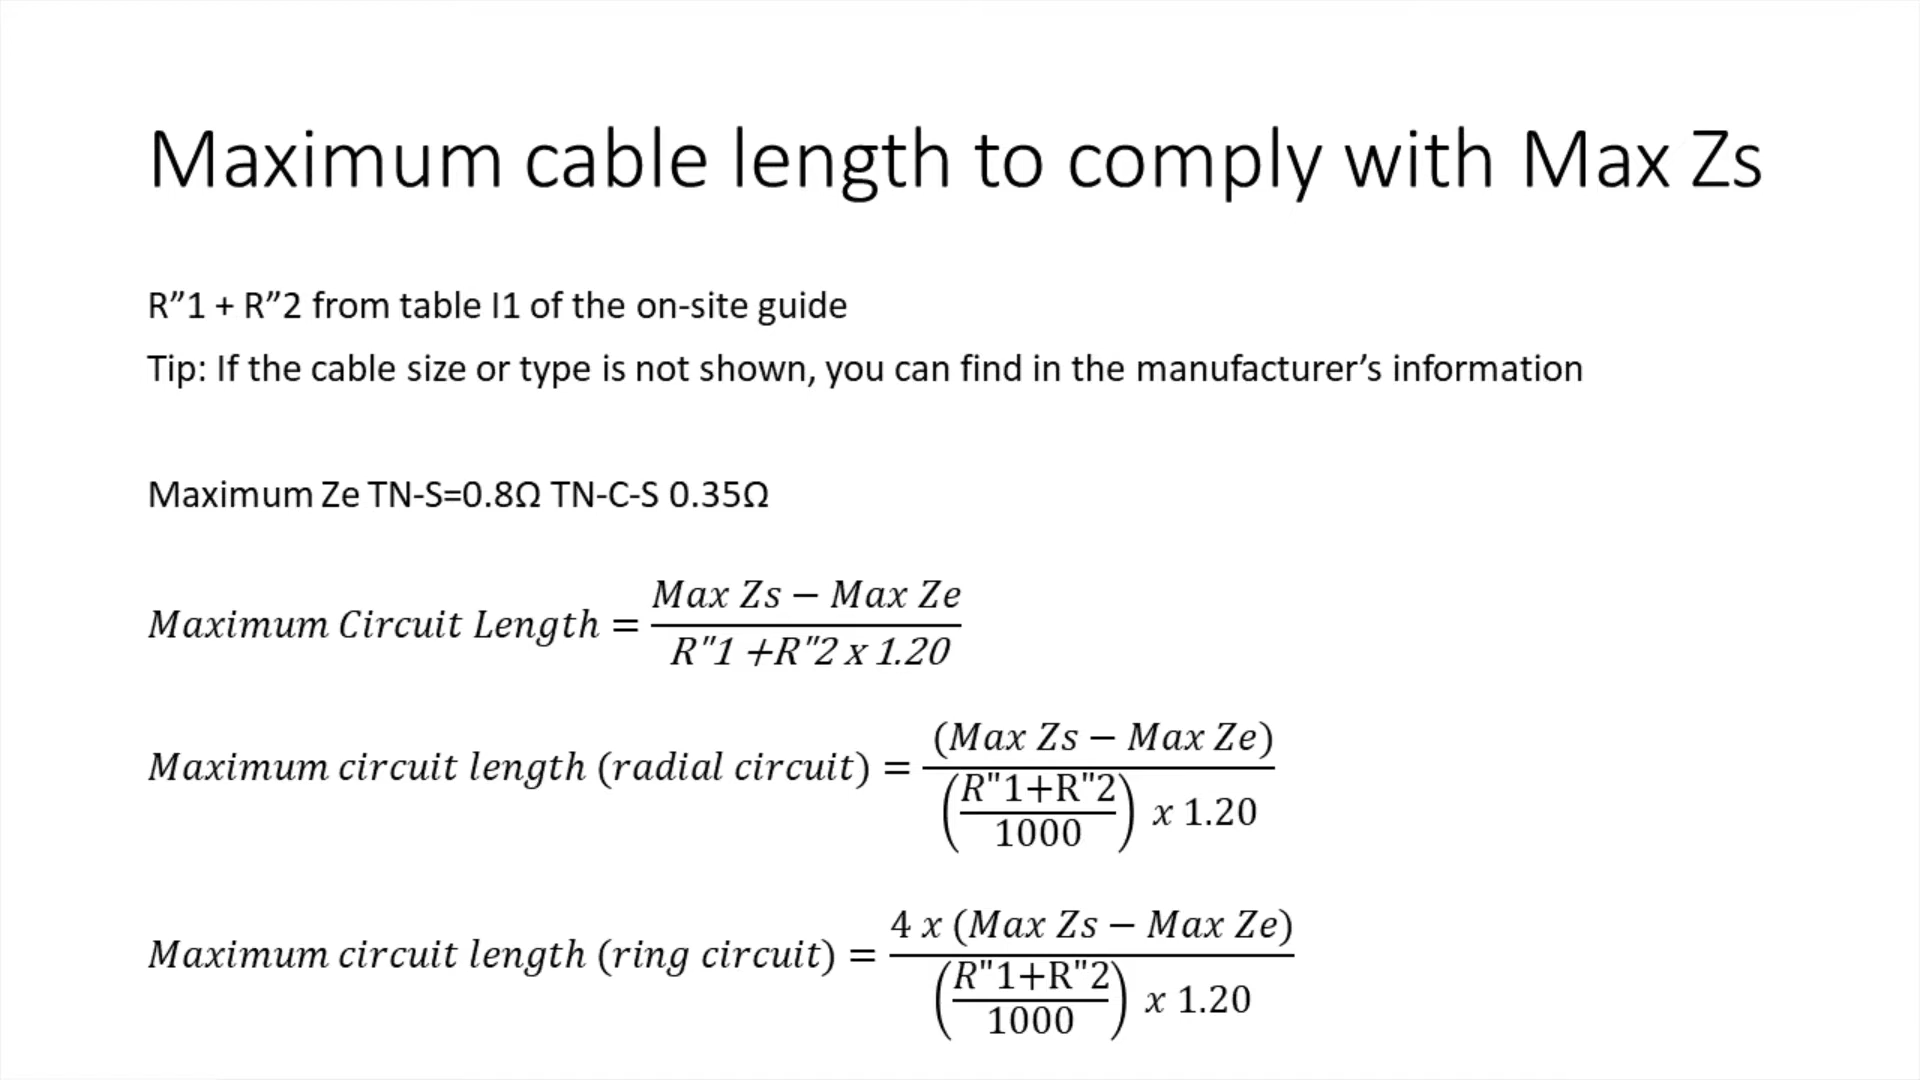 Maximum cable length to comply with Max Zs
R”1 + R”2 from table I1 of the on-site guide
Tip: If the cable size or type is not shown, you can find in the manufacturer’s information
Maximum Ze TN-S=0.8Ω TN-C-S 0.35Ω
Maximum Circuit Length = (Max Zs − Max Ze) / (R"1 +R"2 x 1.20)
Maximum circuit length (radial circuit) = (Max Zs − Max Ze) / ((R"1+R"2 / 1000) x 1.20)
Maximum circuit length (ring circuit) = 4 x (Max Zs − Max Ze) / ((R"1+R"2 / 1000) x 1.20)